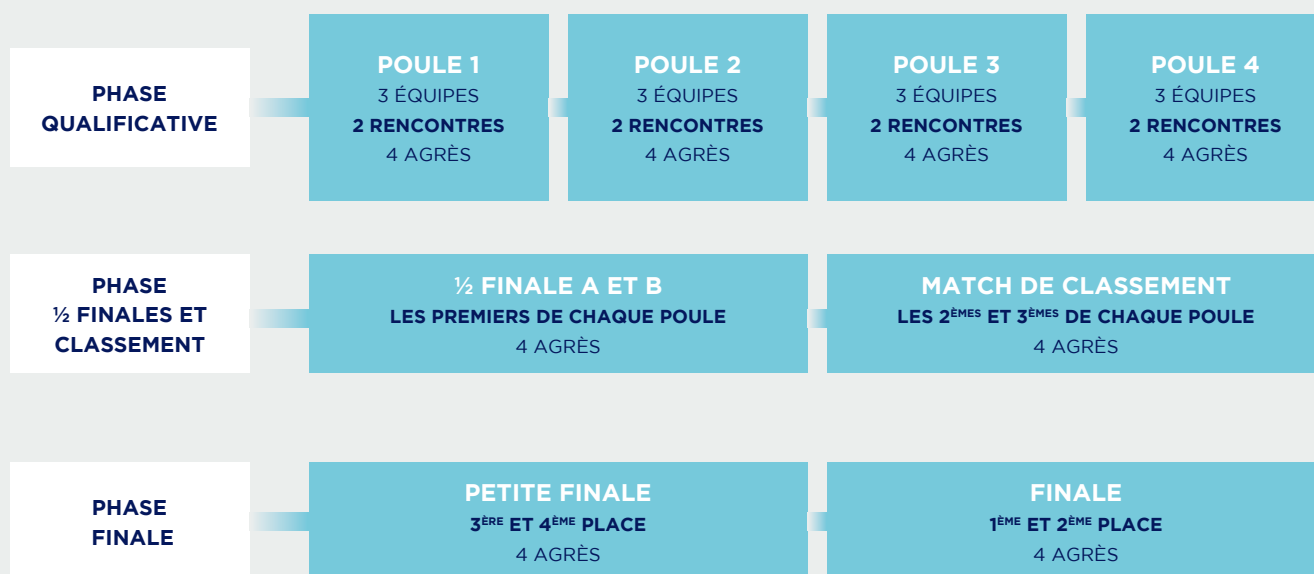 PHASE
QUALIFICATIVE
POULE 1
3 ÉQUIPES
2 RENCONTRES
4 AGRÈS
POULE 2
3 ÉQUIPES
2 RENCONTRES
4 AGRÈS
POULE 3
3 ÉQUIPES
2 RENCONTRES
4 AGRÈS
POULE 4
3 ÉQUIPES
2 RENCONTRES
4 AGRÈS
PHASE
½ FINALES ET
CLASSEMENT
½ FINALE A ET B
LES PREMIERS DE CHAQUE POULE
4 AGRÈS
MATCH DE CLASSEMENT
LES 2ÈMES ET 3ÈMES DE CHAQUE POULE
4 AGRÈS
PHASE
FINALE
PETITE FINALE
3ÈRE ET 4ÈME PLACE
4 AGRÈS
FINALE
1ÈME ET 2ÈME PLACE
4 AGRÈS